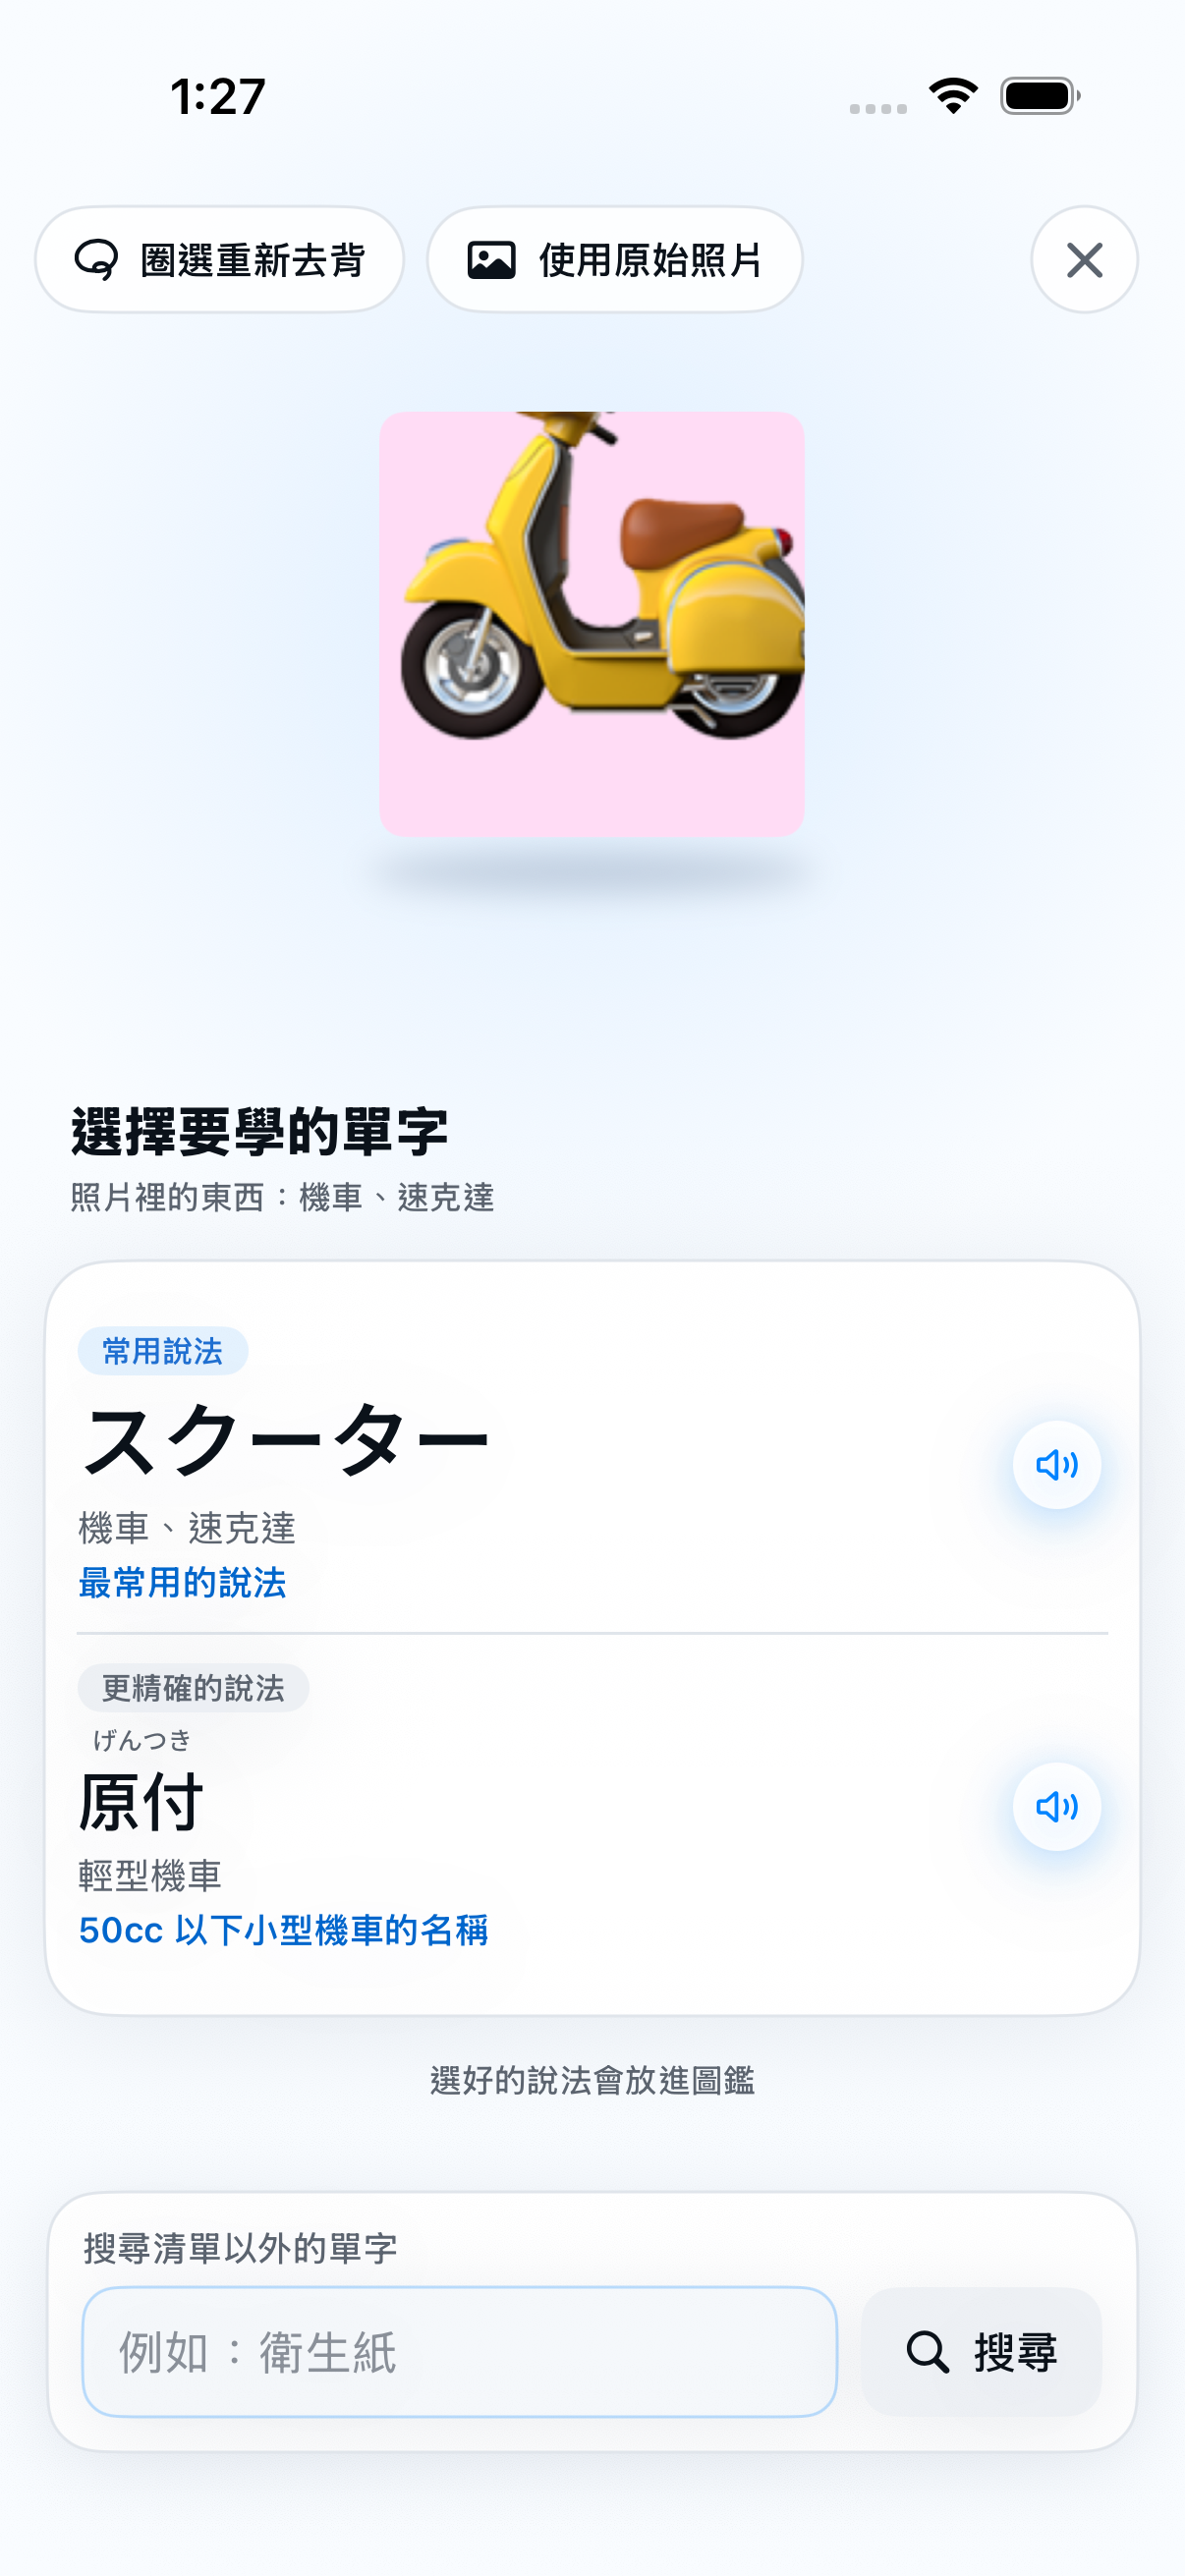 1:27
圈選重新去背
使用原始照片
選擇要學的單字
照片裡的東西：機車、速克達
常用說法
スクーター
機車、速克達
最常用的說法
更精確的說法
げんつき
原付
輕型機車
50cc 以下小型機車的名稱
選好的說法會放進圖鑑
搜尋清單以外的單字
例如：衛生紙
搜尋